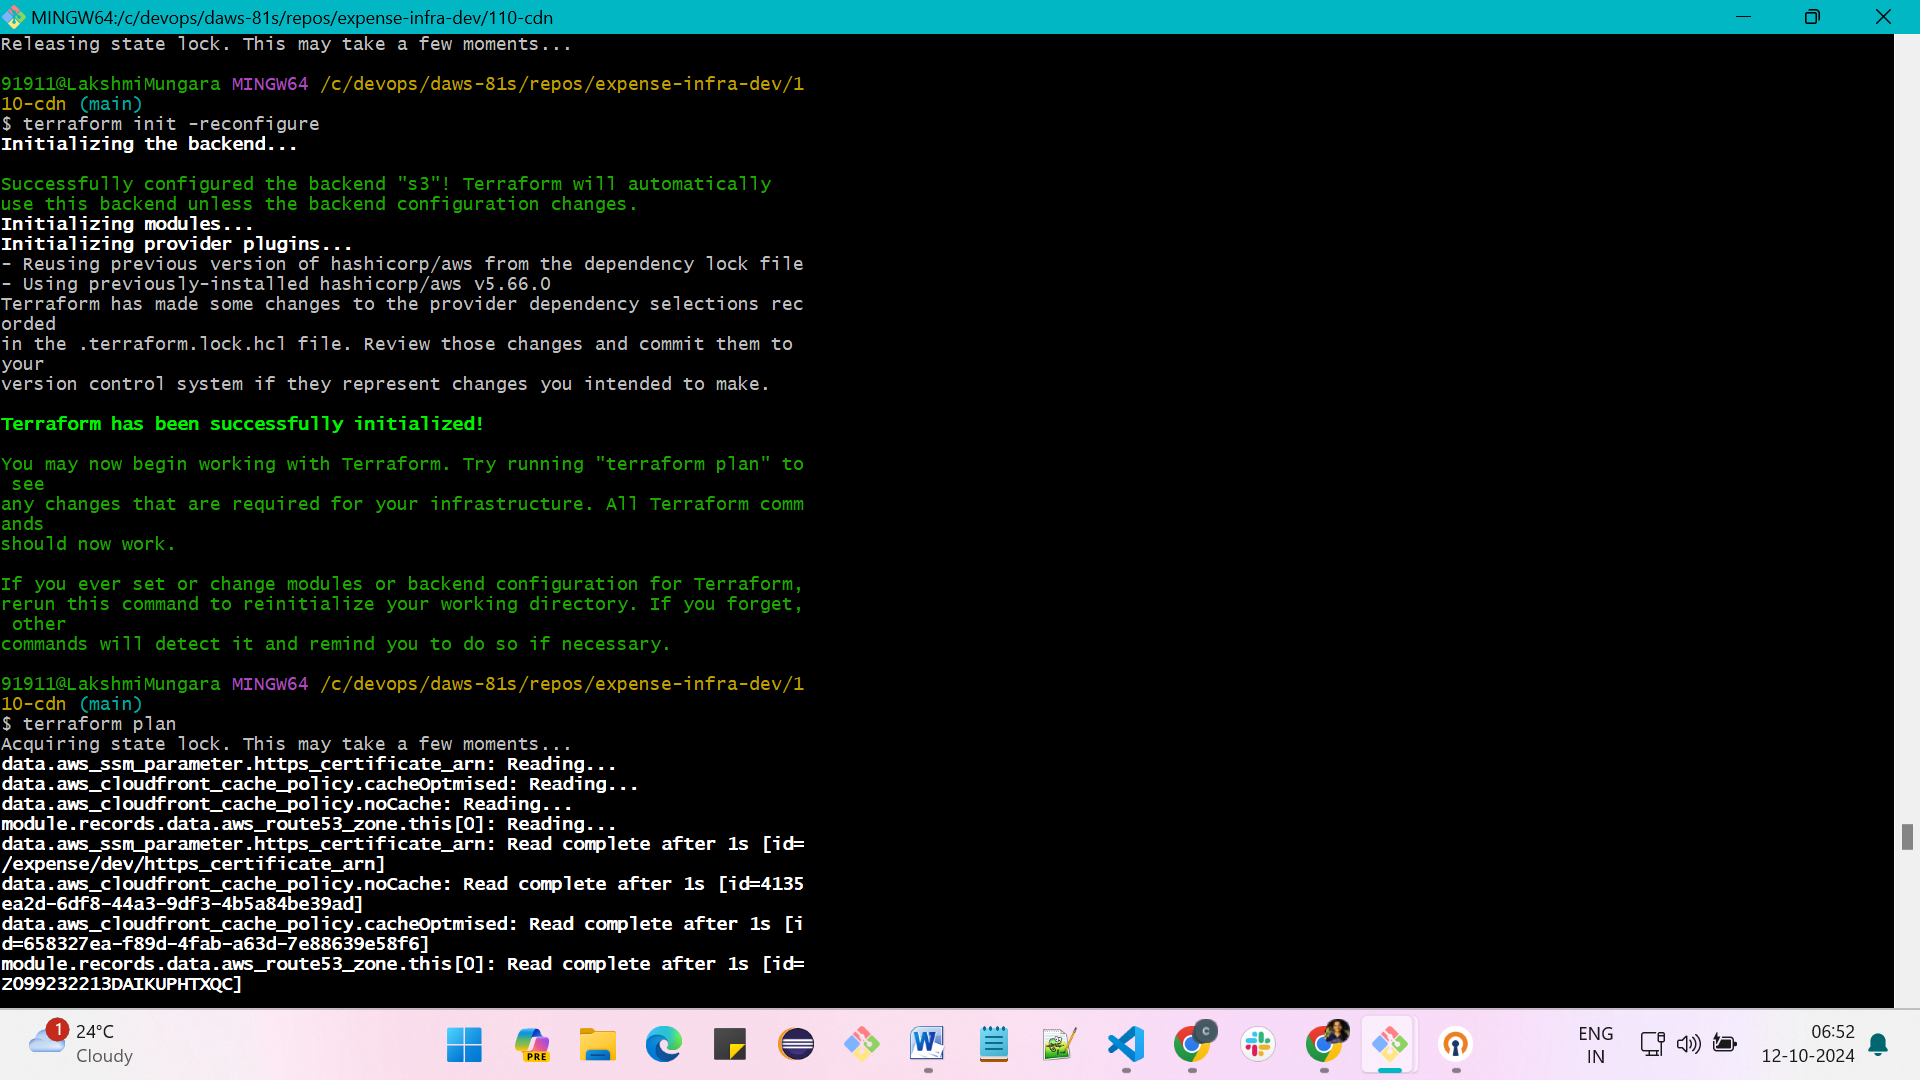 MINGW64:/c/devops/daws-81s/repos/expense-infra-dev/110-cdn
Releasing state lock. This may take a few moments...
91911@LakshmiMungara MINGW64 /c/devops/daws-81s/repos/expense-infra-dev/1
10-cdn (main)
$ terraform init -reconfigure
Initializing the backend...
Successfully configured the backend "s3"! Terraform will automatically
use this backend unless the backend configuration changes.
Initializing modules...
Initializing provider plugins...
- Reusing previous version of hashicorp/aws from the dependency lock file
- Using previously-installed hashicorp/aws v5.66.0
Terraform has made some changes to the provider dependency selections rec
orded
in the .terraform.lock.hcl file. Review those changes and commit them to
your
version control system if they represent changes you intended to make.
Terraform has been successfully initialized!
You may now begin working with Terraform. Try running "terraform plan" to
 see
any changes that are required for your infrastructure. All Terraform comm
ands
should now work.
If you ever set or change modules or backend configuration for Terraform,
rerun this command to reinitialize your working directory. If you forget,
 other
commands will detect it and remind you to do so if necessary.
91911@LakshmiMungara MINGW64 /c/devops/daws-81s/repos/expense-infra-dev/1
10-cdn (main)
$ terraform plan
Acquiring state lock. This may take a few moments...
data.aws_ssm_parameter.https_certificate_arn: Reading...
data.aws_cloudfront_cache_policy.cacheOptmised: Reading...
data.aws_cloudfront_cache_policy.noCache: Reading...
module.records.data.aws_route53_zone.this[0]: Reading...
data.aws_ssm_parameter.https_certificate_arn: Read complete after 1s [id=
/expense/dev/https_certificate_arn]
data.aws_cloudfront_cache_policy.noCache: Read complete after 1s [id=4135
ea2d-6df8-44a3-9df3-4b5a84be39ad]
data.aws_cloudfront_cache_policy.cacheOptmised: Read complete after 1s [i
d=658327ea-f89d-4fab-a63d-7e88639e58f6]
module.records.data.aws_route53_zone.this[0]: Read complete after 1s [id=
Z099232213DAIKUPHTXQC]
1
24°C
Cloudy
PRE
W
C
ENG
IN
06:52
12-10-2024